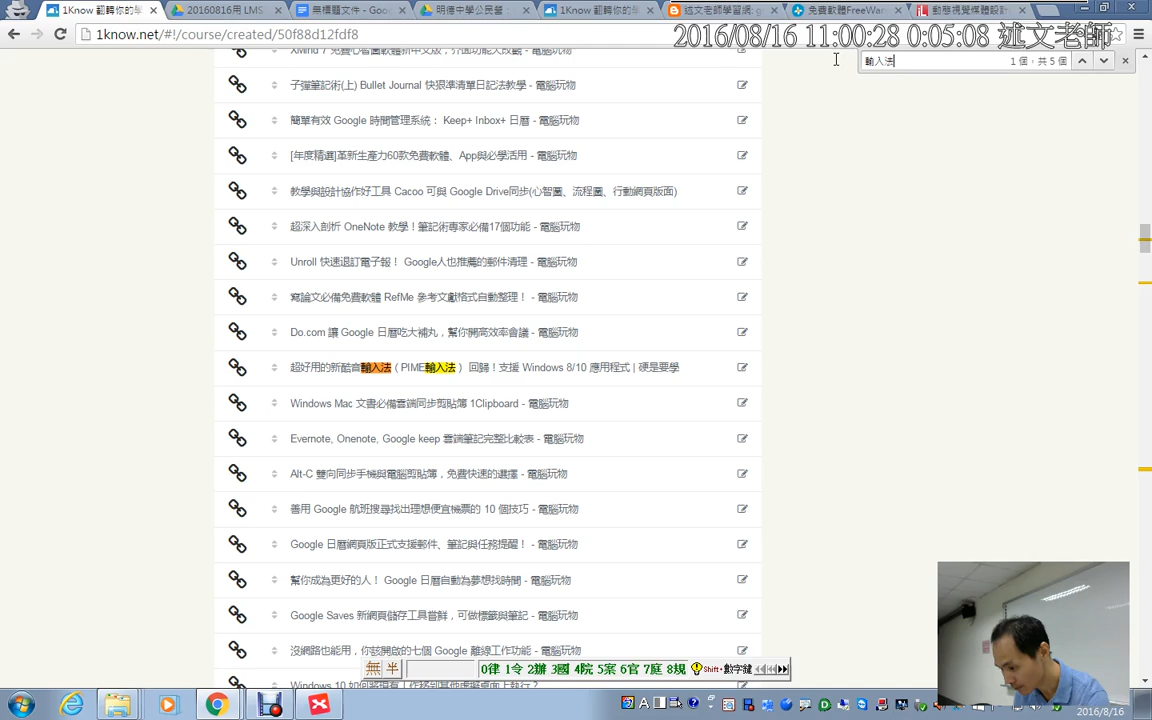 1Know 翻轉你的學
20160816用 LMS
無標題文件 - Goo
明德中學公民營
1Know 翻轉你的學
述文老師學習網: g
免費軟體FreeWar
動態視覺媒體設計
1know.net/#!/course/created/50f88d12fdf8
2016/08/16 11:00:28 0:05:08 述文老師
輸入法
1 個，共 5 個
子彈筆記術(上) Bullet Journal 快狠準清單日記法教學 - 電腦玩物
簡單有效 Google 時間管理系統： Keep+ Inbox+ 日曆 - 電腦玩物
[年度精選]革新生產力60款免費軟體、App與必學活用 - 電腦玩物
教學與設計協作好工具 Cacoo 可與 Google Drive同步(心智圖、流程圖、行動網頁版面)
超深入剖析 OneNote 教學！筆記術專家必備17個功能 - 電腦玩物
Unroll 快速退訂電子報！ Google人也推薦的郵件清理 - 電腦玩物
寫論文必備免費軟體 RefMe 參考文獻格式自動整理！ - 電腦玩物
Do.com 讓 Google 日曆吃大補丸，幫你開高效率會議 - 電腦玩物
超好用的新酷音輸入法（PIME輸入法） 回歸！支援 Windows 8/10 應用程式 | 硬是要學
Windows Mac 文書必備雲端同步剪貼簿 1Clipboard - 電腦玩物
Evernote, Onenote, Google keep 雲端筆記完整比較表 - 電腦玩物
Alt-C 雙向同步手機與電腦剪貼簿，免費快速的選擇 - 電腦玩物
善用 Google 航班搜尋找出理想便宜機票的 10 個技巧 - 電腦玩物
Google 日曆網頁版正式支援郵件、筆記與任務提醒！ - 電腦玩物
幫你成為更好的人！ Google 日曆自動為夢想找時間 - 電腦玩物
Google Saves 新網頁儲存工具嘗鮮，可做標籤與筆記 - 電腦玩物
沒網路也能用，你該開啟的七個 Google 離線工作功能 - 電腦玩物
無 半
0律 1令 2辦 3國 4院 5案 6官 7庭 8規
Shift+數字鍵
2016/8/16